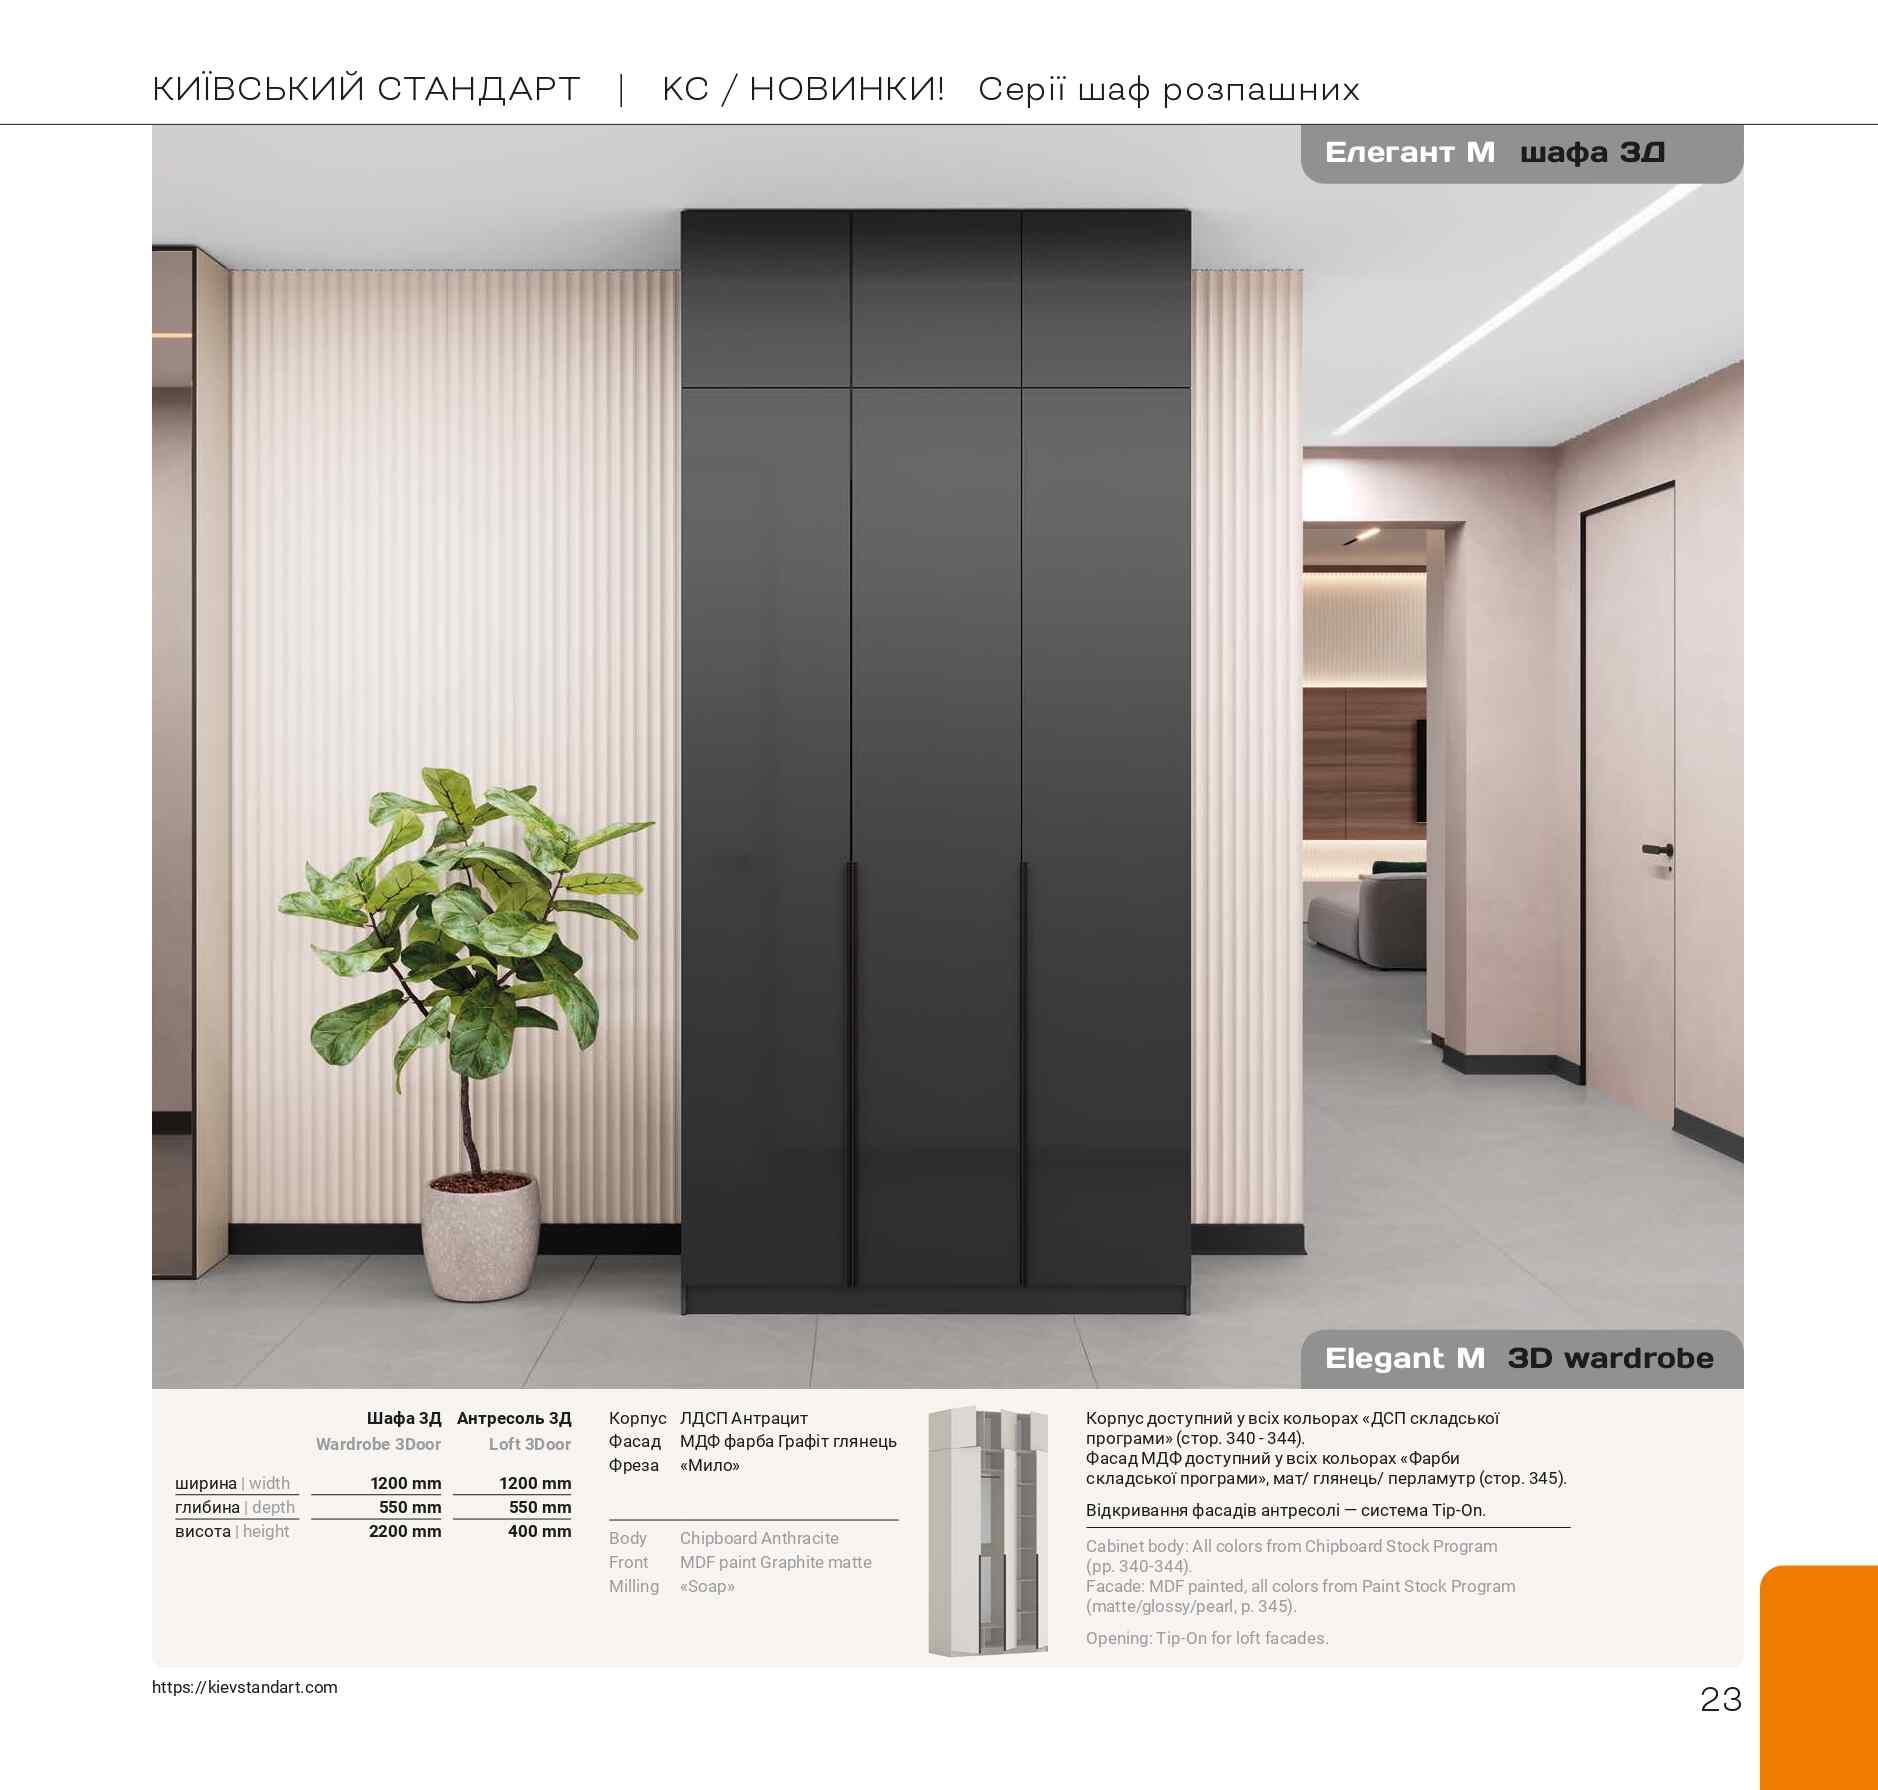 КИЇВСЬКИЙ СТАНДАРТ | КС / НОВИНКИ! Серії шаф розпашних
Елегант М шафа 3Д
Elegant M 3D wardrobe
Шафа 3Д Антресоль 3Д
Wardrobe 3Door Loft 3Door
ширина | width 1200 mm 1200 mm
глибина | depth 550 mm 550 mm
висота | height 2200 mm 400 mm
Корпус ЛДСП Антрацит
Фасад МДФ фарба Графіт глянець
Фреза «Мило»
Body Chipboard Anthracite
Front MDF paint Graphite matte
Milling «Soap»
Корпус доступний у всіх кольорах «ДСП складської
програми» (стор. 340 - 344).
Фасад МДФ доступний у всіх кольорах «Фарби
складської програми», мат/ глянець/ перламутр (стор. 345).
Відкривання фасадів антресолі — система Tip-On.
Cabinet body: All colors from Chipboard Stock Program
(pp. 340-344).
Facade: MDF painted, all colors from Paint Stock Program
(matte/glossy/pearl, p. 345).
Opening: Tip-On for loft facades.
https://kievstandart.com
23